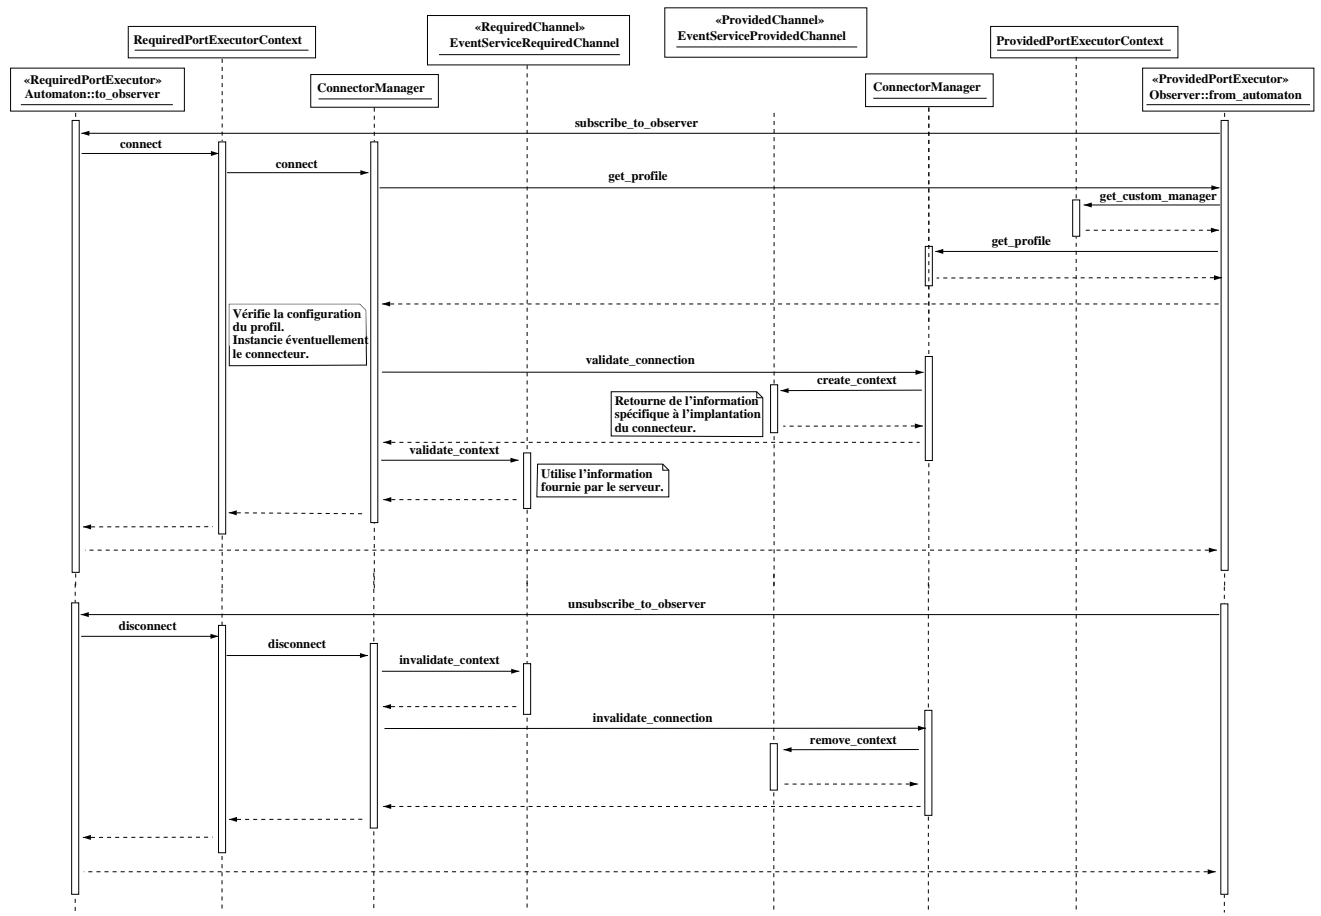 «RequiredChannel»
EventServiceRequiredChannel
«ProvidedChannel»
EventServiceProvidedChannel
RequiredPortExecutorContext
ProvidedPortExecutorContext
«RequiredPortExecutor»
Automaton::to_observer
ConnectorManager
ConnectorManager
«ProvidedPortExecutor»
Observer::from_automaton
subscribe_to_observer
connect
connect
get_profile
get_custom_manager
get_profile
Vérifie la configuration
du profil.
Instancie éventuellement
le connecteur.
validate_connection
create_context
Retourne de l'information
spécifique à l'implantation
du connecteur.
validate_context
Utilise l'information
fournie par le serveur.
unsubscribe_to_observer
disconnect
disconnect
invalidate_context
invalidate_connection
remove_context